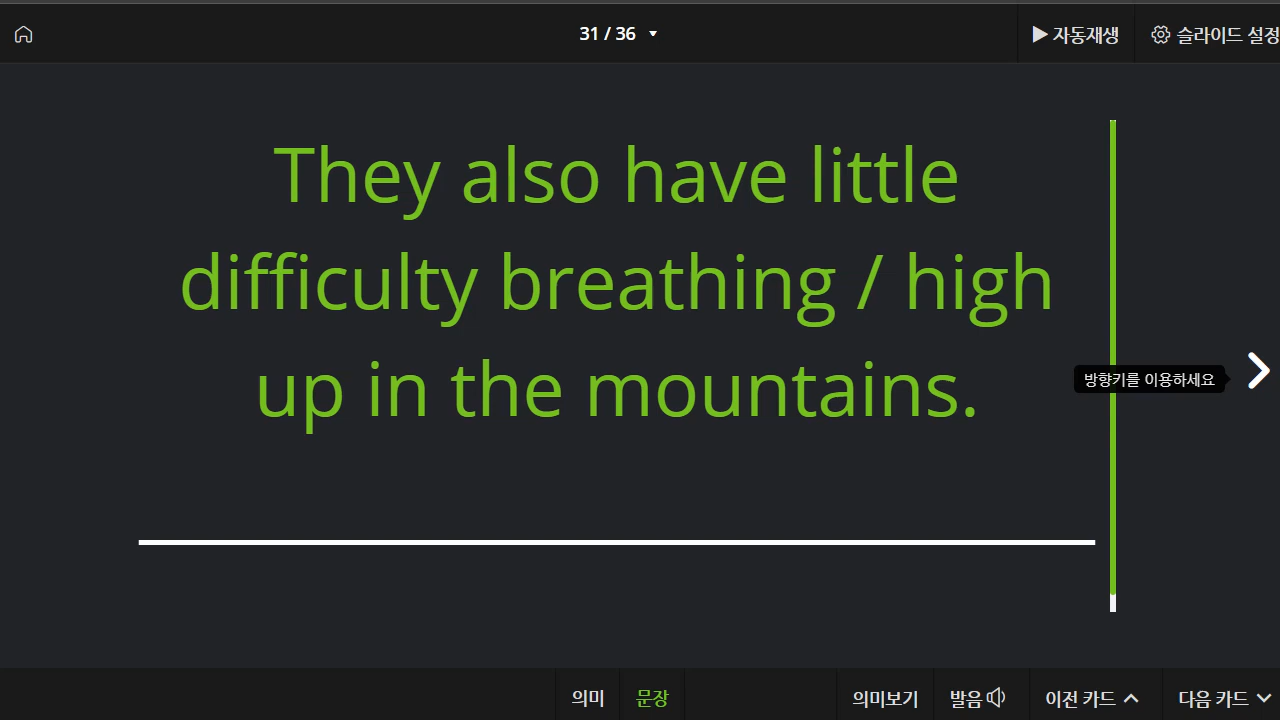 31 / 36
자동재생
슬라이드 설정
They also have little
difficulty breathing / high
up in the mountains.
방향키를 이용하세요
의미
문장
의미보기
발음
이전 카드
다음 카드